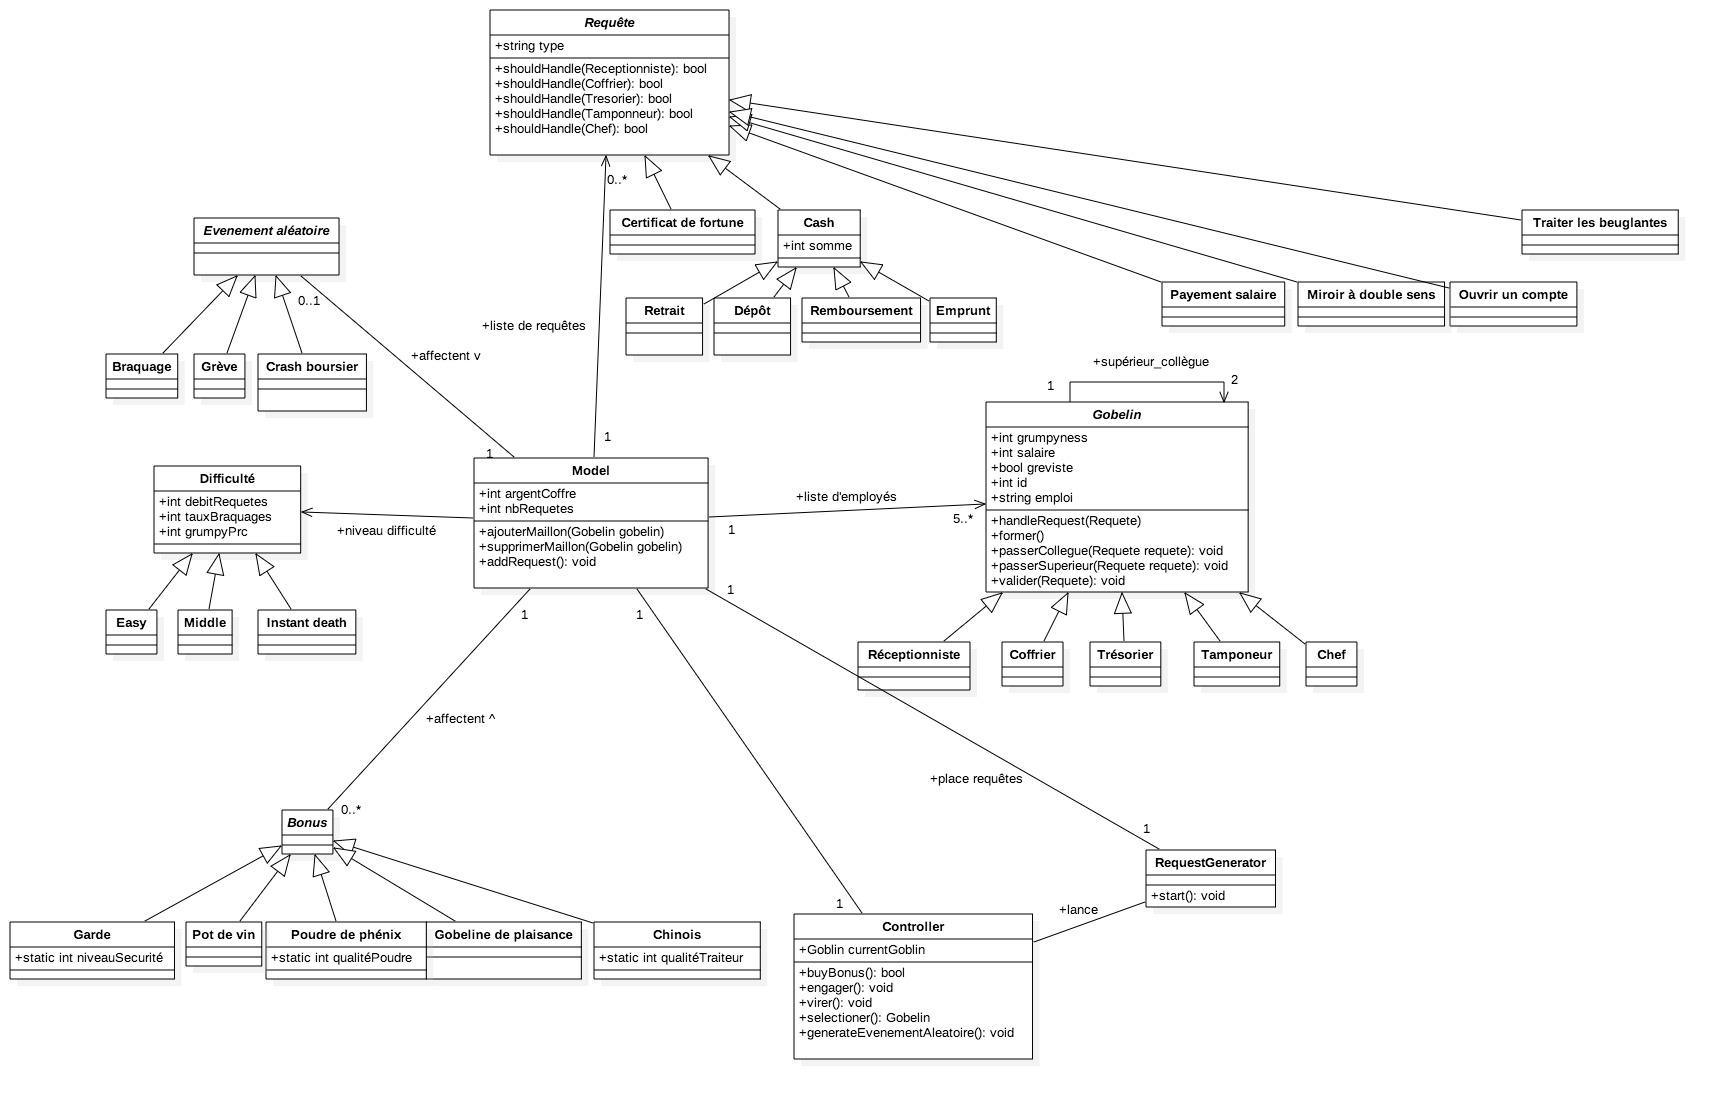 Requête
+string type
+shouldHandle(Receptionniste): bool
+shouldHandle(Coffrier): bool
+shouldHandle(Tresorier): bool
+shouldHandle(Tamponneur): bool
+shouldHandle(Chef): bool
0..*
Certificat de fortune
Cash
+int somme
Traiter les beuglantes
Evenement aléatoire
0..1
Retrait
Dépôt
Remboursement
Emprunt
Payement salaire
Miroir à double sens
Ouvrir un compte
+liste de requêtes
+affectent v
Braquage
Grève
Crash boursier
+supérieur_collègue
1
2
Gobelin
+int grumpyness
+int salaire
+bool greviste
+int id
+string emploi
+handleRequest(Requete)
+former()
+passerCollegue(Requete requete): void
+passerSuperieur(Requete requete): void
+valider(Requete): void
1
1
Model
+int argentCoffre
+int nbRequetes
+ajouterMaillon(Gobelin gobelin)
+supprimerMaillon(Gobelin gobelin)
+addRequest(): void
Difficulté
+int debitRequetes
+int tauxBraquages
+int grumpyPrc
+niveau difficulté
+liste d'employés
1
5..*
Easy
Middle
Instant death
1
1
1
Réceptionniste
Coffrier
Trésorier
Tamponeur
Chef
+affectent ^
+place requêtes
0..*
Bonus
1
RequestGenerator
+start(): void
+lance
1
Garde
+static int niveauSecurité
Pot de vin
Poudre de phénix
+static int qualitéPoudre
Gobeline de plaisance
Chinois
+static int qualitéTraiteur
Controller
+Goblin currentGoblin
+buyBonus(): bool
+engager(): void
+virer(): void
+selectioner(): Gobelin
+generateEvenementAleatoire(): void